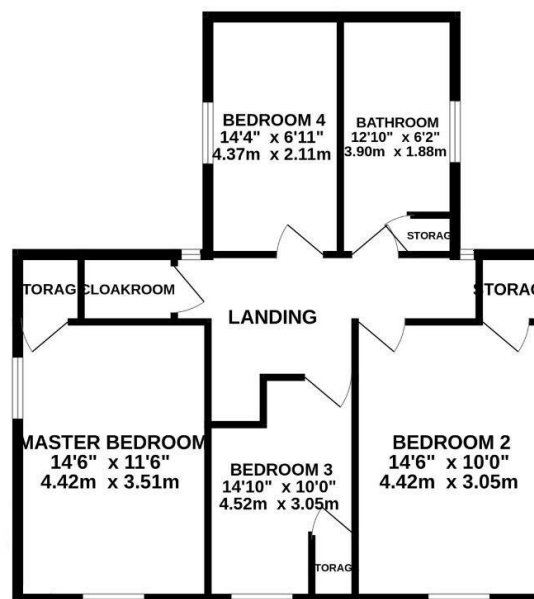 BEDROOM 4
14'4" x 6'11"
4.37m x 2.11m
BATHROOM
12'10" x 6'2"
3.90m x 1.88m
STORAG
TORAG
CLOAKROOM
STORAG
LANDING
MASTER BEDROOM
14'6" x 11'6"
4.42m x 3.51m
BEDROOM 3
14'10" x 10'0"
4.52m x 3.05m
BEDROOM 2
14'6" x 10'0"
4.42m x 3.05m
TORAG